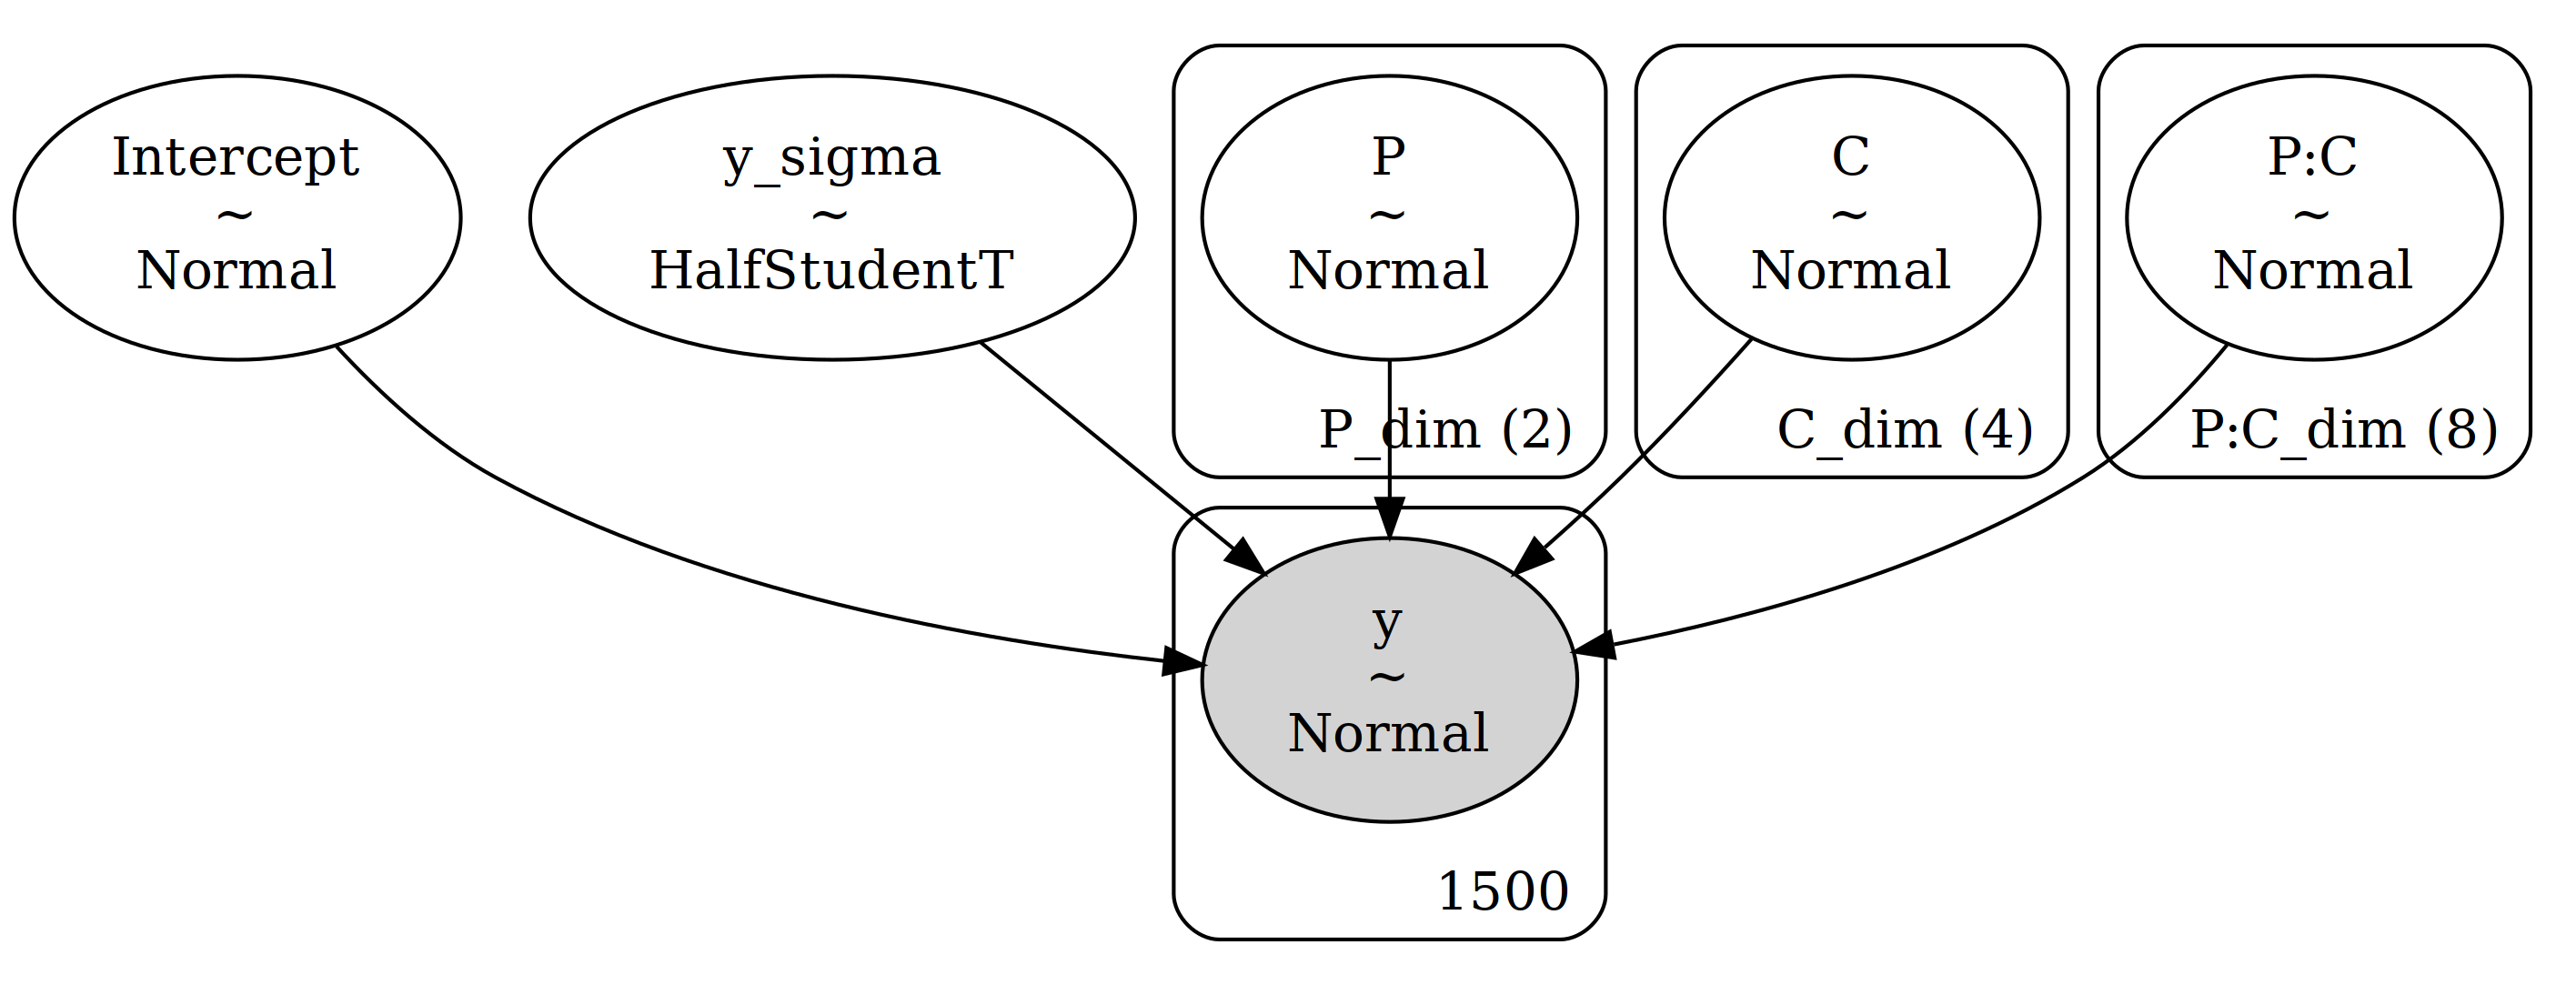 Intercept
~
Normal
y_sigma
~
HalfStudentT
P
~
Normal
P_dim (2)
C
~
Normal
C_dim (4)
P:C
~
Normal
P:C_dim (8)
y
~
Normal
1500